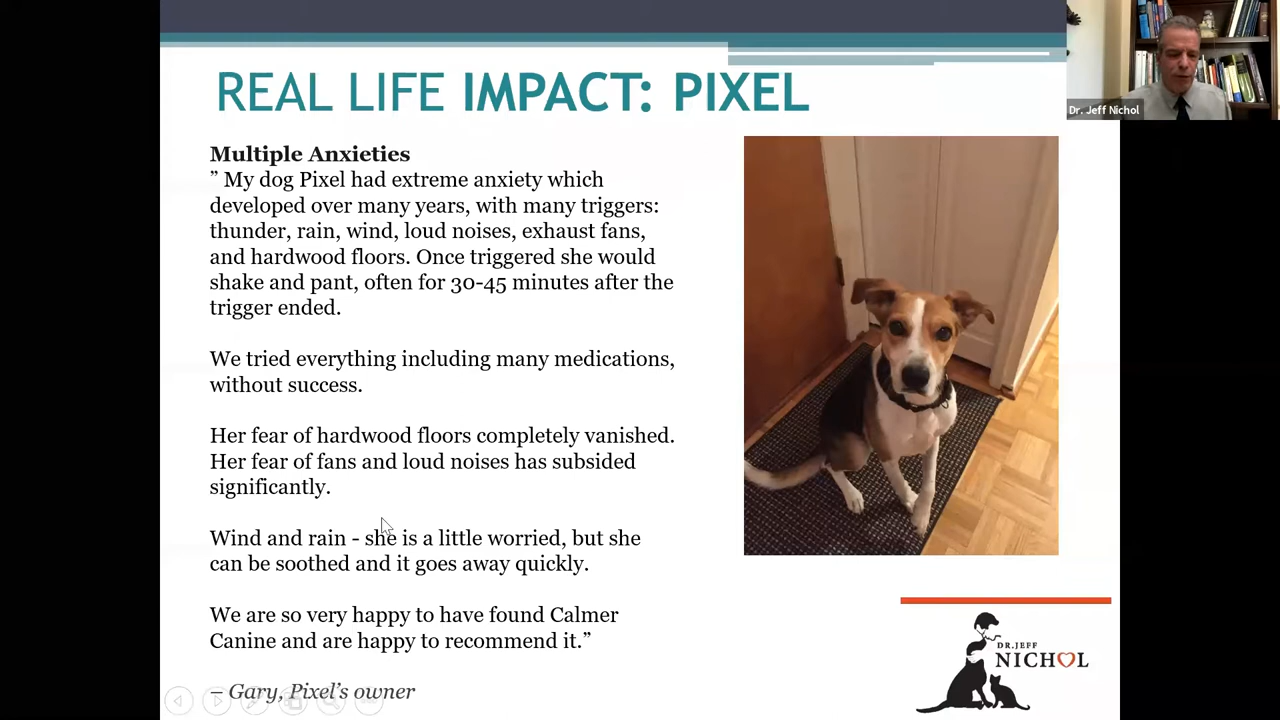 REAL LIFE IMPACT: PIXEL
Dr. Jeff Nichol
Multiple Anxieties
” My dog Pixel had extreme anxiety which
developed over many years, with many triggers:
thunder, rain, wind, loud noises, exhaust fans,
and hardwood floors. Once triggered she would
shake and pant, often for 30-45 minutes after the
trigger ended.
We tried everything including many medications,
without success.
Her fear of hardwood floors completely vanished.
Her fear of fans and loud noises has subsided
significantly.
Wind and rain - she is a little worried, but she
can be soothed and it goes away quickly.
We are so very happy to have found Calmer
Canine and are happy to recommend it.”
– Gary, Pixel’s owner
DR.JEFF
NICHOL